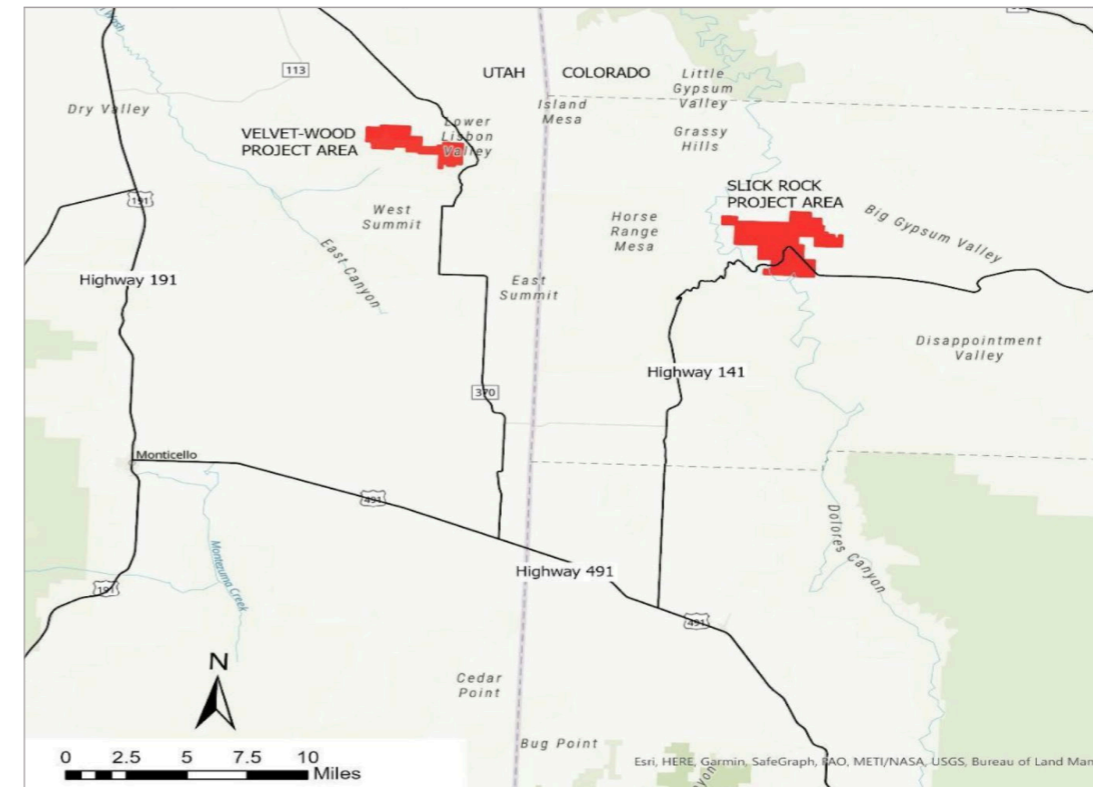 113
UTAH
COLORADO
Little
Gypsum
Valley
Dry Valley
Island
Mesa
VELVET-WOOD
PROJECT AREA
Lower
Lisbon
Valley
Grassy
Hills
SLICK ROCK
PROJECT AREA
191
West
Summit
Horse
Range
Mesa
Big Gypsum Valley
East Canyon
Highway 191
East
Summit
Disappointment
Valley
Highway 141
370
Monticello
491
Dolores Canyon
Montezuma Creek
Highway 491
191
491
N
Cedar
Point
Bug Point
0 2.5 5 7.5 10
Miles
Esri, HERE, Garmin, SafeGraph, FAO, METI/NASA, USGS, Bureau of Land Man